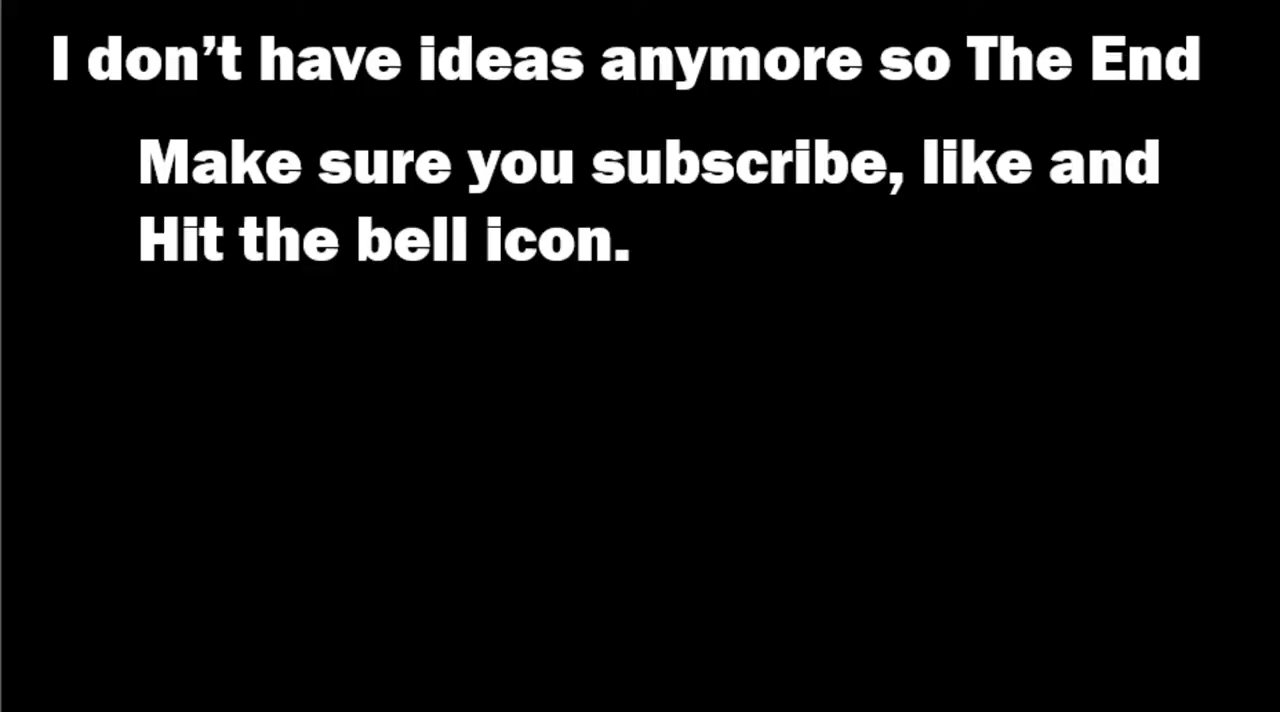 I don’t have ideas anymore so The End
Make sure you subscribe, like and
Hit the bell icon.